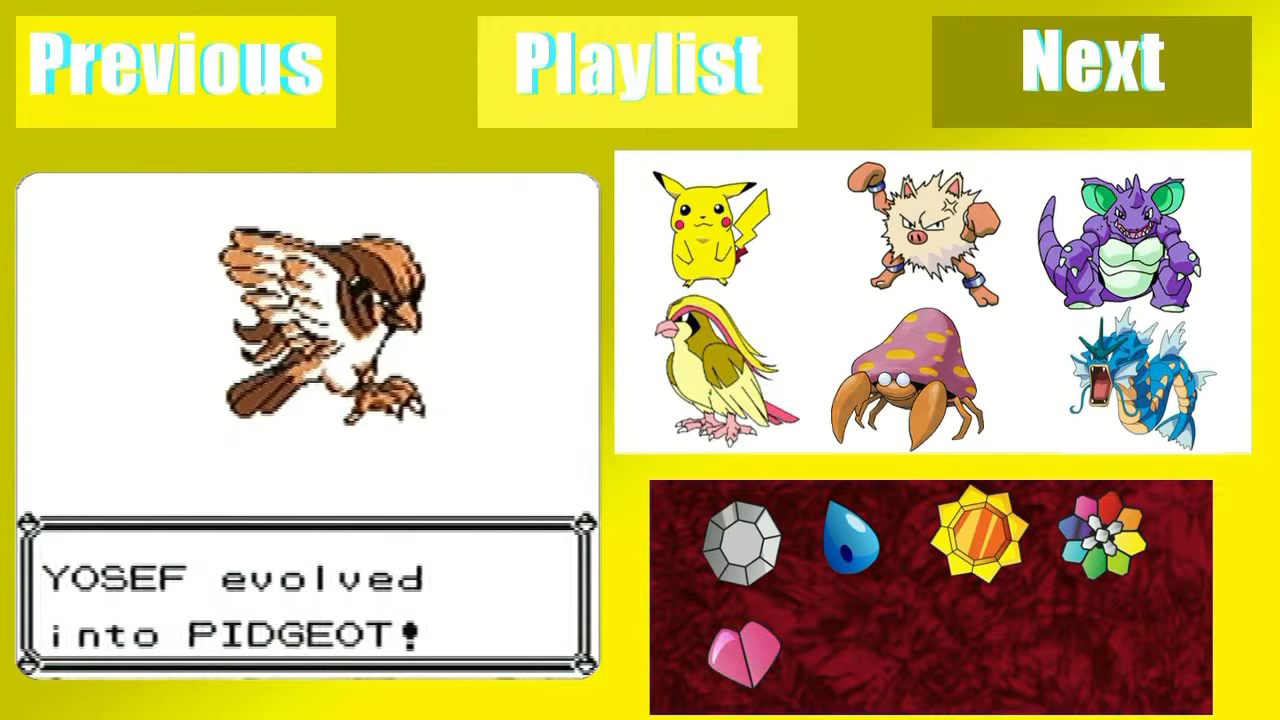 Previous
Playlist
Next
YOSEF evolved
into PIDGEOT!